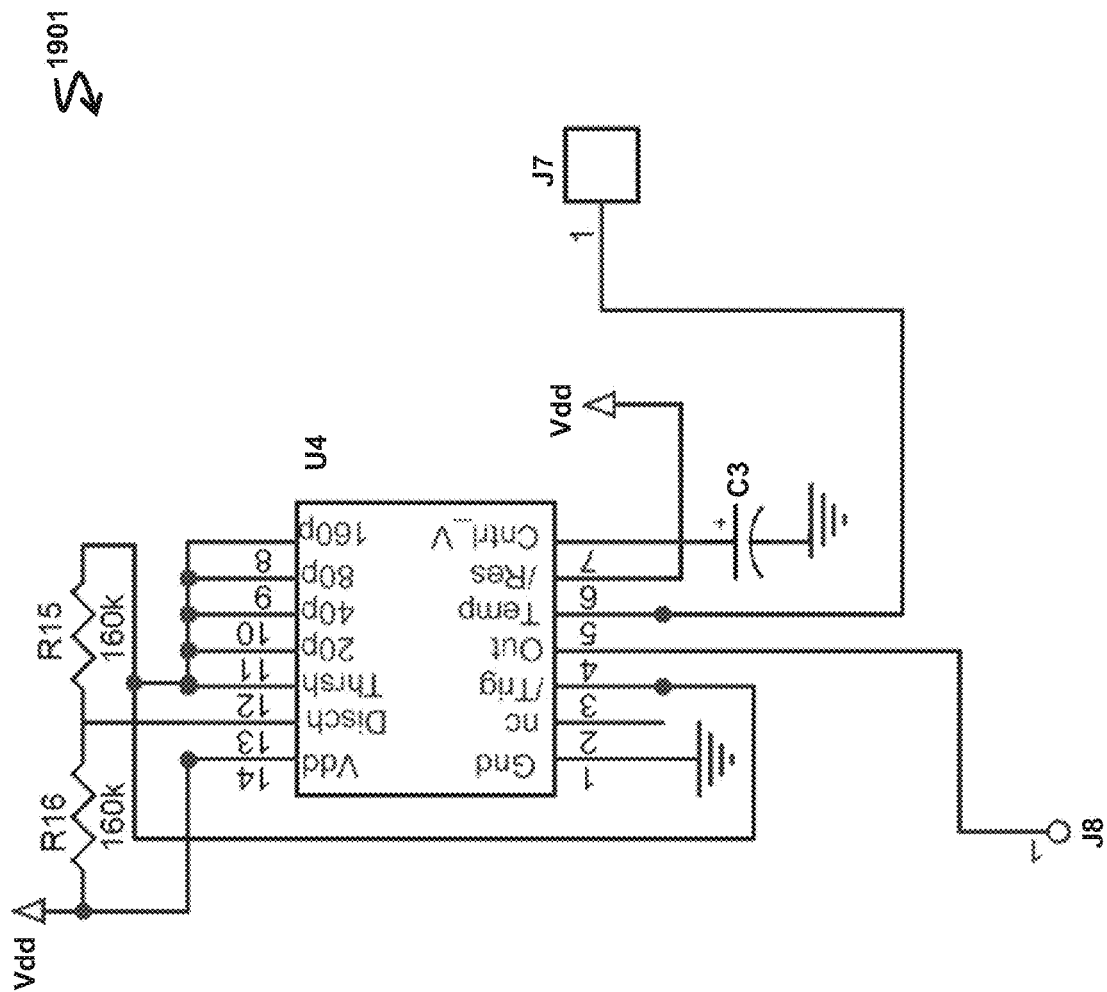 1901
Vdd
R16
160k
R15
160k
U4
14
13
12
11
10
9
8
Vdd
Disch
Thrsh
20p
40p
80p
160p
Gnd
nc
/Trig
Out
Temp
/Res
Cntrl_V
1
2
3
4
5
6
7
Vdd
C3
+
J7
1
J8
1